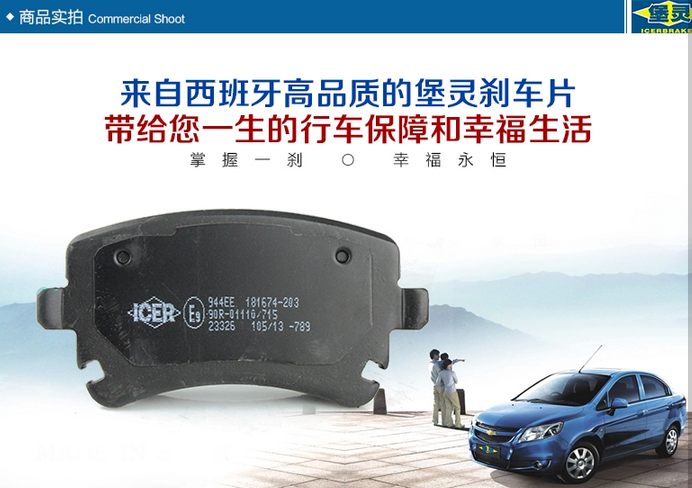 商品实拍 Commercial Shoot
堡灵
ICERBRAKE
来自西班牙高品质的堡灵刹车片
带给您一生的行车保障和幸福生活
掌握一刹 〇 幸福永恒
944EE 181674-203
ICER E9 90R-01110/715
23326 105/13 -789